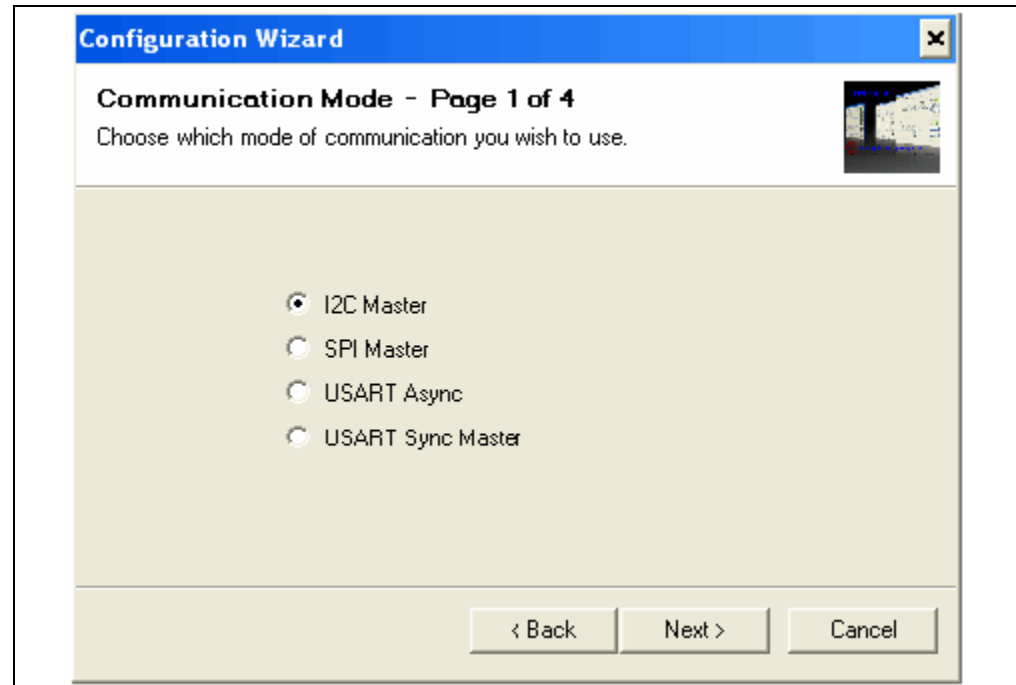 Configuration Wizard
Communication Mode - Page 1 of 4
Choose which mode of communication you wish to use.
I2C Master
SPI Master
USART Async
USART Sync Master
< Back
Next >
Cancel